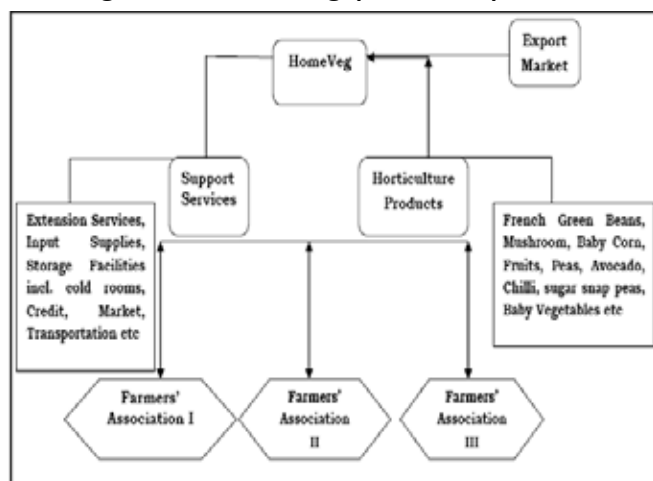 HomeVeg
Export
Market
Support
Services
Horticulture
Products
Extension Services,
Input Supplies,
Storage Facilities
incl. cold rooms,
Credit, Market,
Transportation etc
French Green Beans,
Mushroom, Baby Corn,
Fruits, Peas, Avocado,
Chilli, sugar snap peas,
Baby Vegetables etc
Farmers'
Association I
Farmers'
Association
II
Farmers'
Association
III